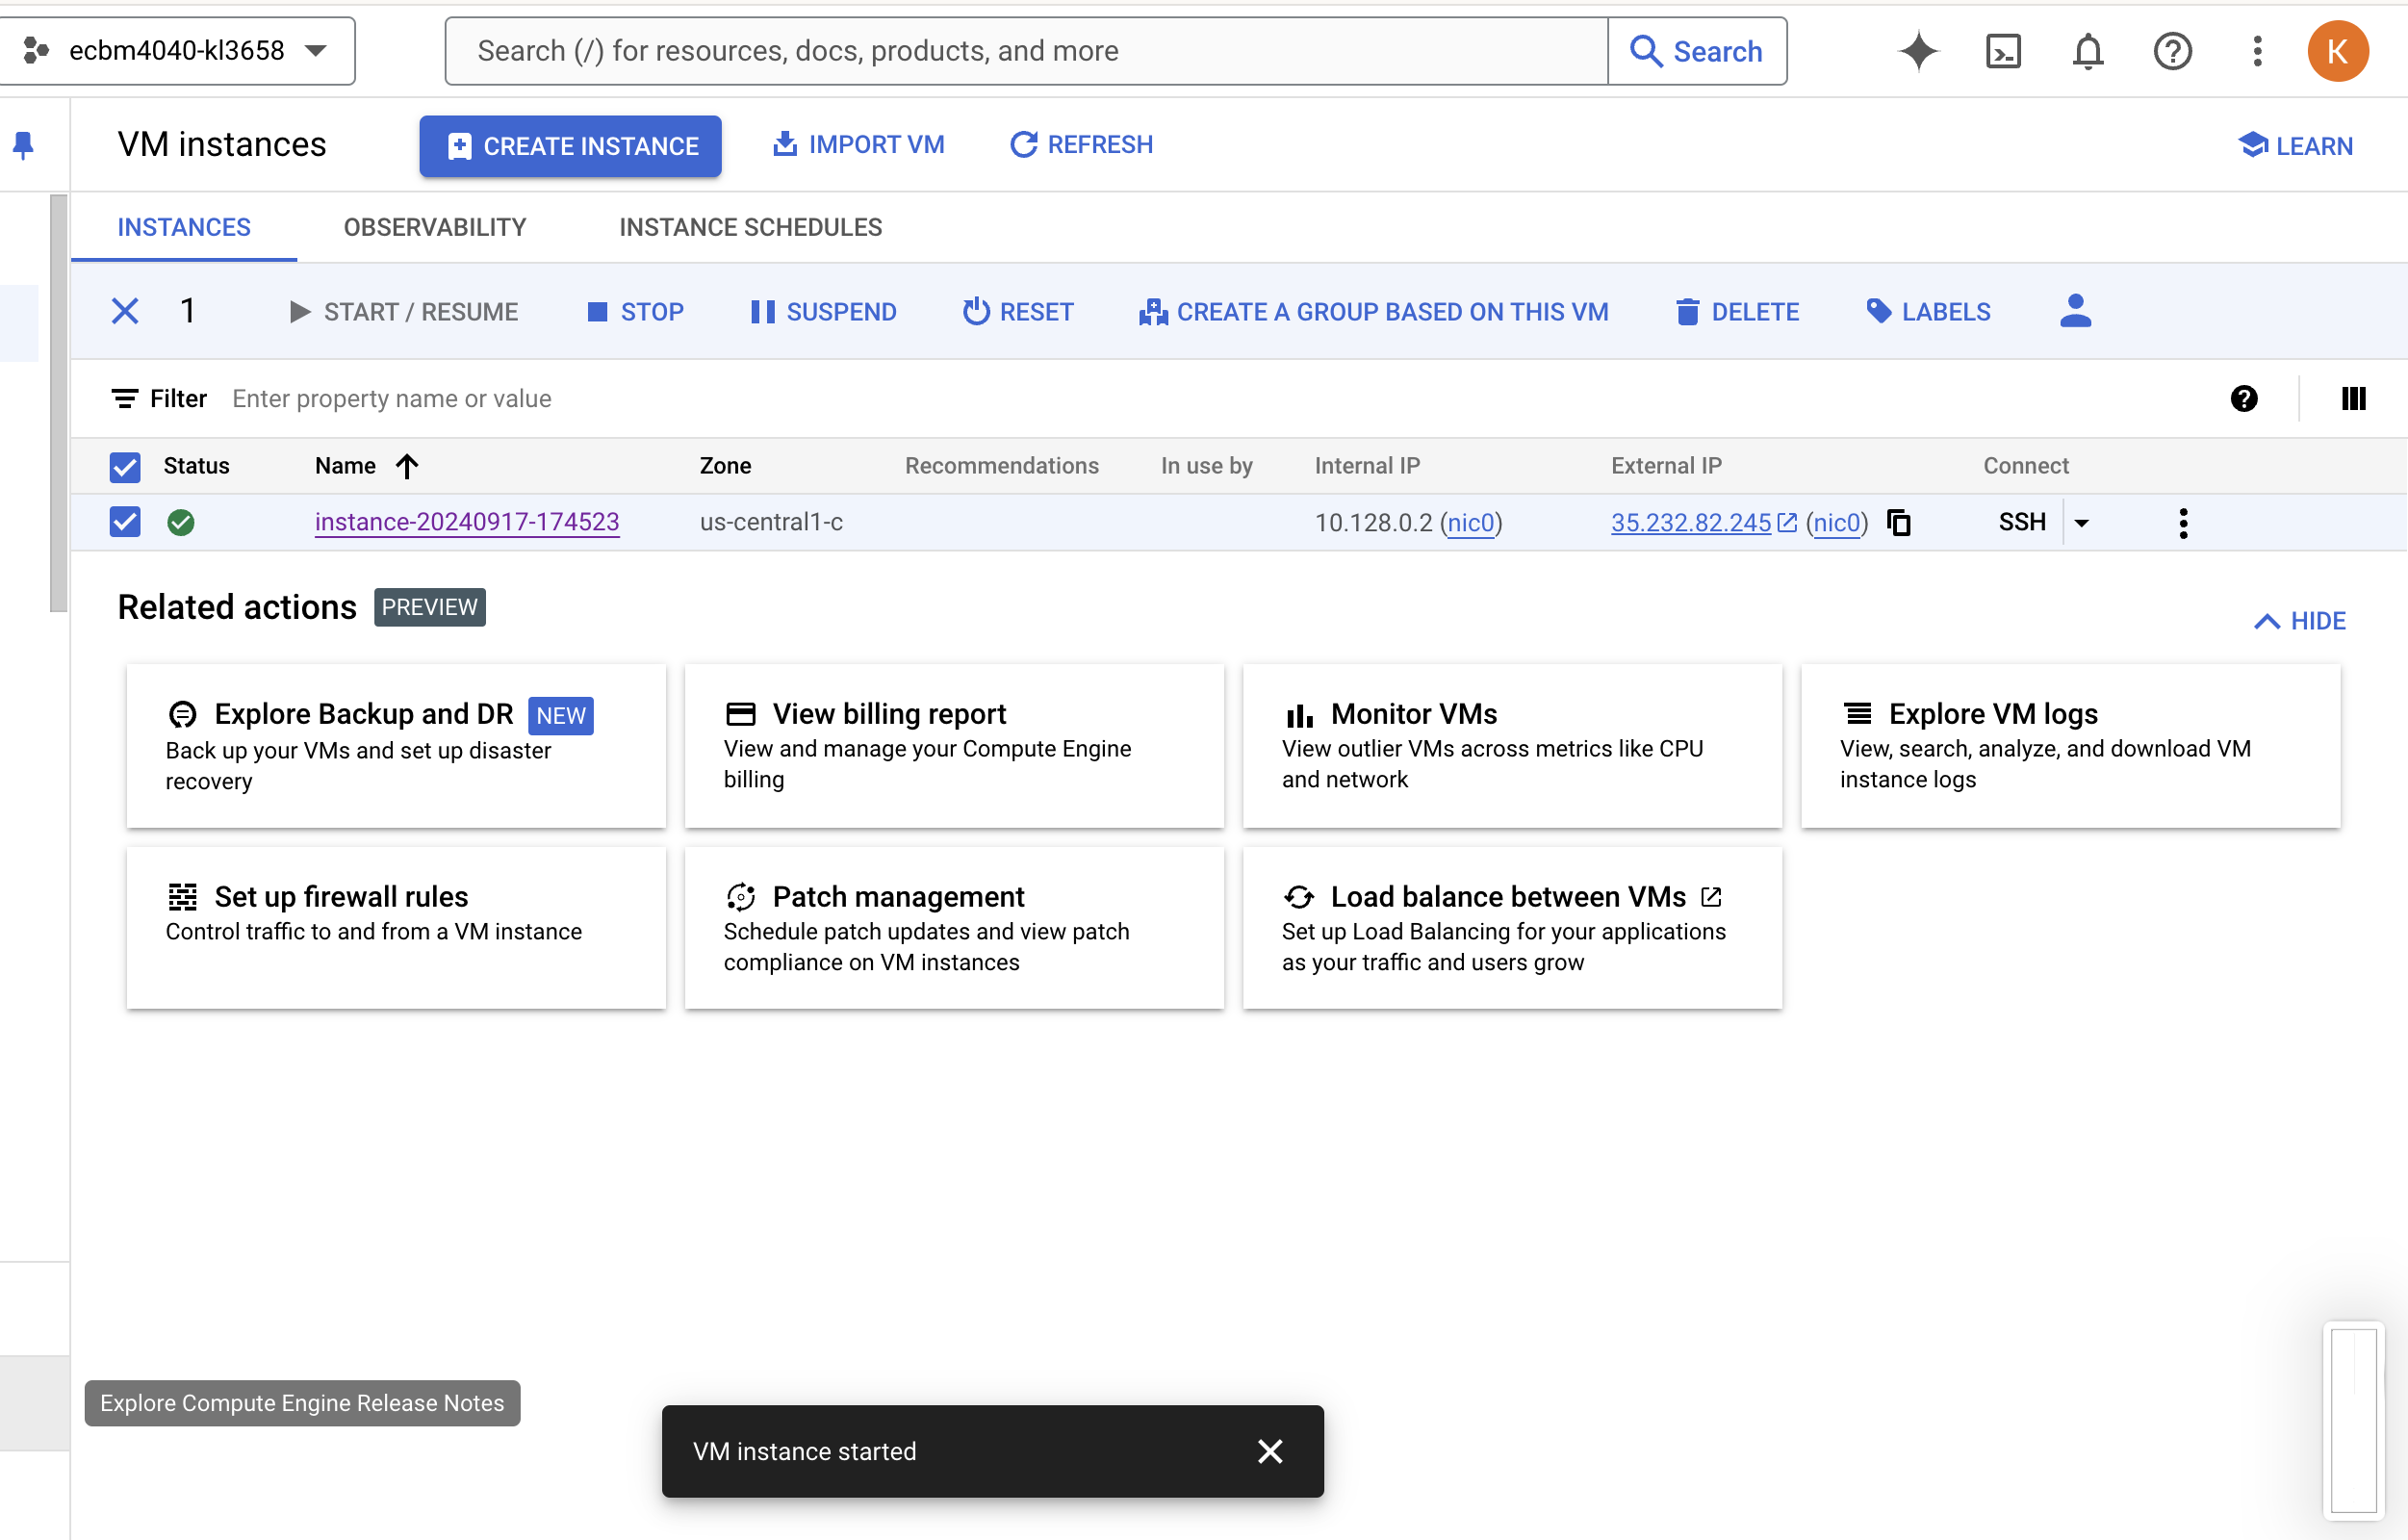 ecbm4040-kl3658
Search (/) for resources, docs, products, and more
Search
K
VM instances
CREATE INSTANCE
IMPORT VM
REFRESH
LEARN
INSTANCES
OBSERVABILITY
INSTANCE SCHEDULES
1
START / RESUME
STOP
SUSPEND
RESET
CREATE A GROUP BASED ON THIS VM
DELETE
LABELS
Filter
Enter property name or value
Status
Name
Zone
Recommendations
In use by
Internal IP
External IP
Connect
instance-20240917-174523
us-central1-c
10.128.0.2 (nic0)
35.232.82.245 (nic0)
SSH
Related actions
PREVIEW
HIDE
Explore Backup and DR
NEW
Back up your VMs and set up disaster
recovery
View billing report
View and manage your Compute Engine
billing
Monitor VMs
View outlier VMs across metrics like CPU
and network
Explore VM logs
View, search, analyze, and download VM
instance logs
Set up firewall rules
Control traffic to and from a VM instance
Patch management
Schedule patch updates and view patch
compliance on VM instances
Load balance between VMs
Set up Load Balancing for your applications
as your traffic and users grow
Explore Compute Engine Release Notes
VM instance started